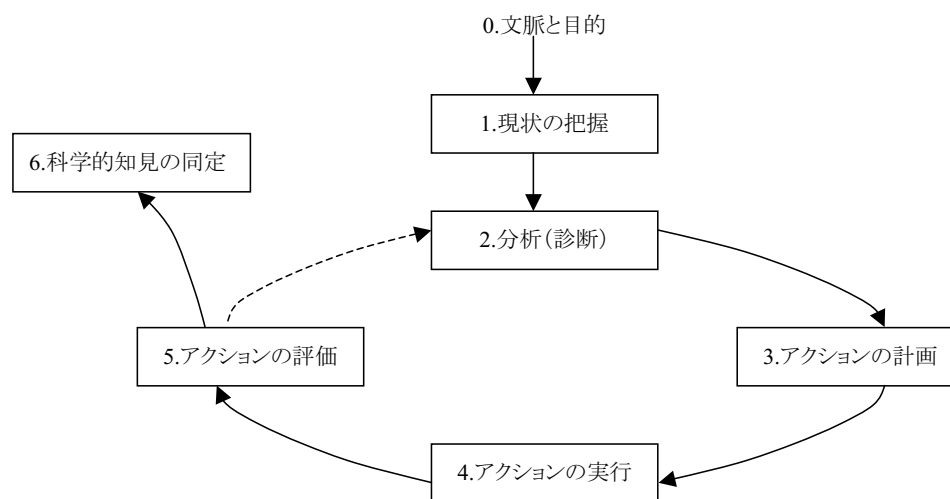 0.文脈と目的
1.現状の把握
6.科学的知見の同定
2.分析(診断)
5.アクションの評価
3.アクションの計画
4.アクションの実行